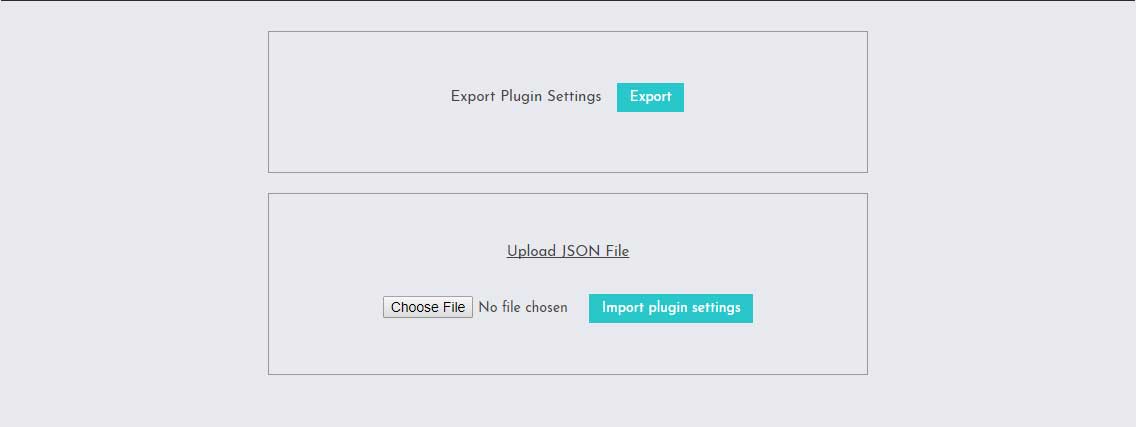 Export Plugin Settings Export
Upload JSON File
Choose File No file chosen Import plugin settings